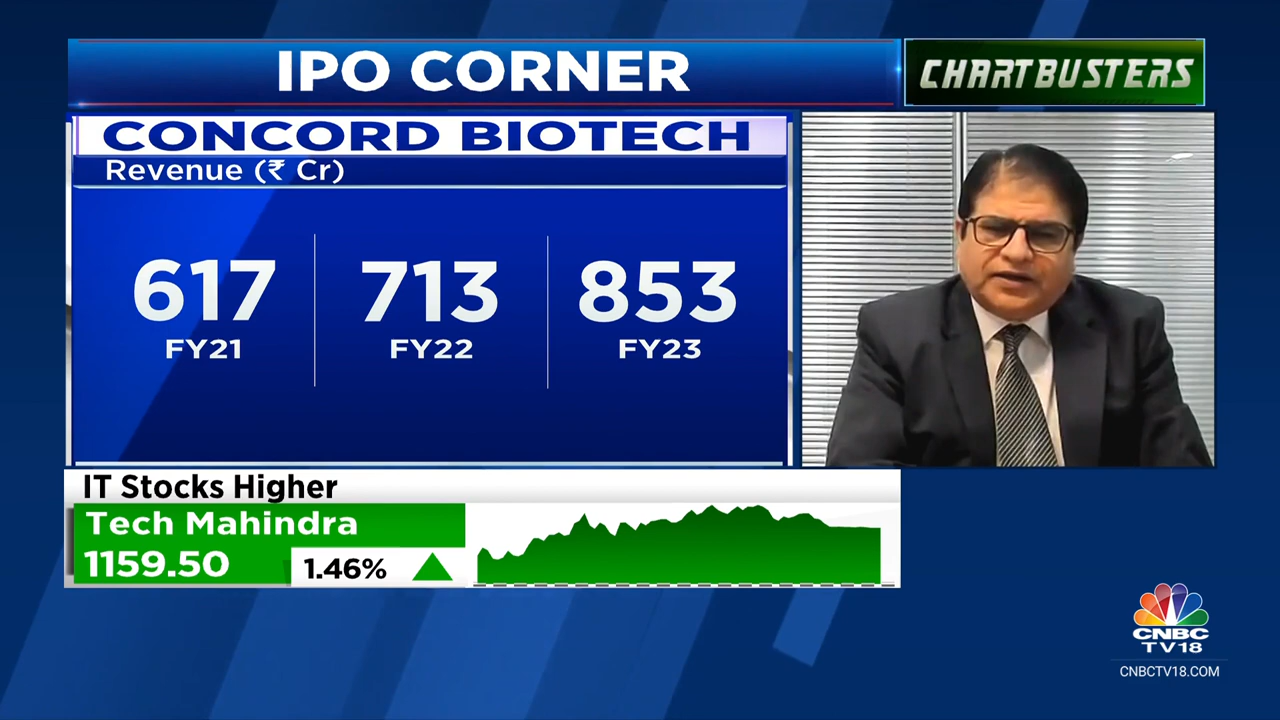 IPO CORNER
CHARTBUSTERS
CONCORD BIOTECH
Revenue (₹ Cr)
617
FY21
713
FY22
853
FY23
IT Stocks Higher
Tech Mahindra
1159.50
1.46%
CNBC
TV18
CNBCTV18.COM